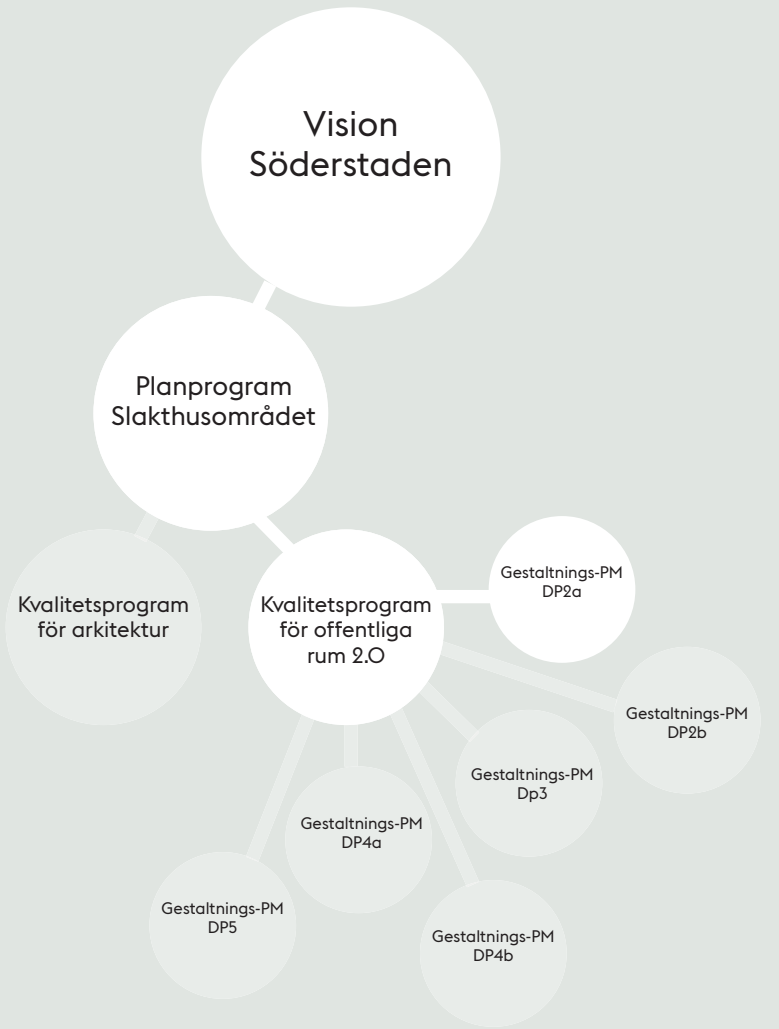 Vision
Söderstaden
Planprogram
Slakthusområdet
Kvalitetsprogram
för arkitektur
Kvalitetsprogram
för offentliga
rum 2.0
Gestaltnings-PM
DP2a
Gestaltnings-PM
DP2b
Gestaltnings-PM
Dp3
Gestaltnings-PM
DP4a
Gestaltnings-PM
DP5
Gestaltnings-PM
DP4b